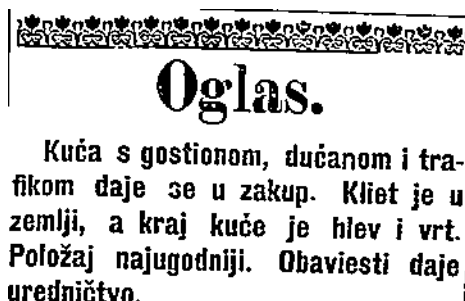 Oglas.
Kuća s gostionom, dućanom i tra-
fikom daje se u zakup. Kliet je u
zemlji, a kraj kuće je hlev i vrt.
Položaj najugodniji. Obaviesti daje
uredničtvo.